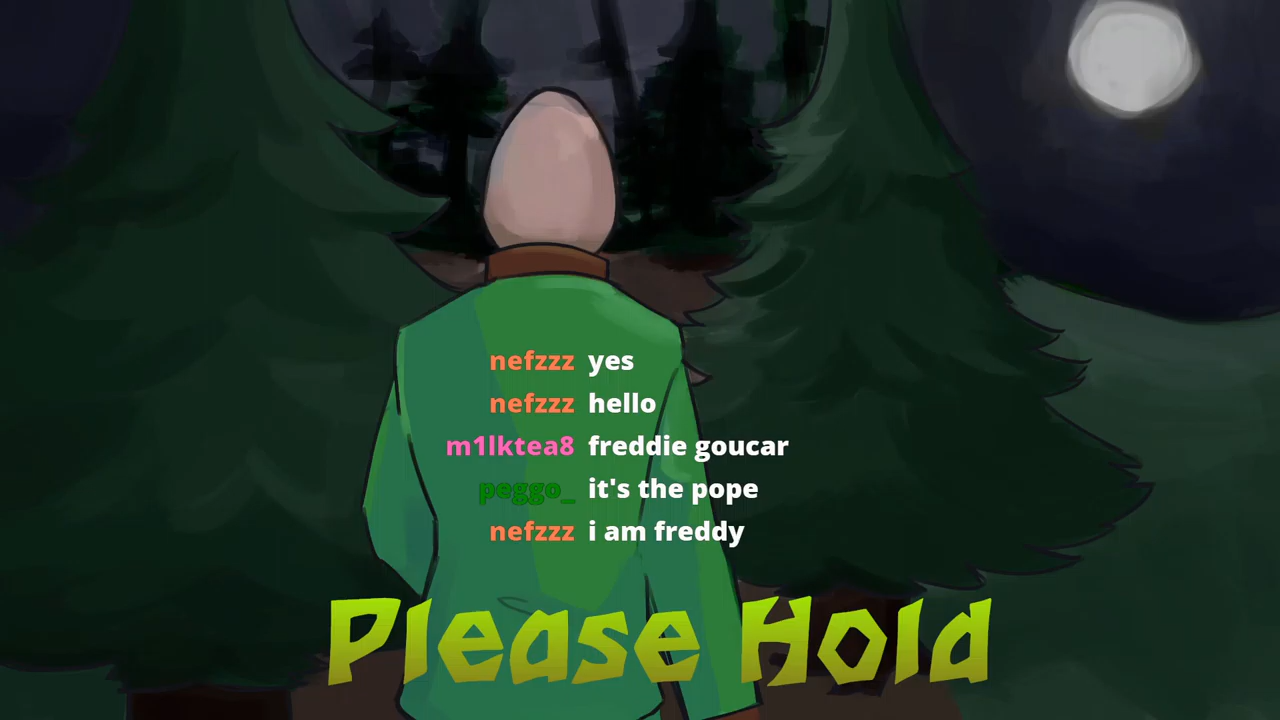 nefzzz yes
nefzzz hello
m1lktea8 freddie goucar
peggo_ it's the pope
nefzzz i am freddy
Please Hold